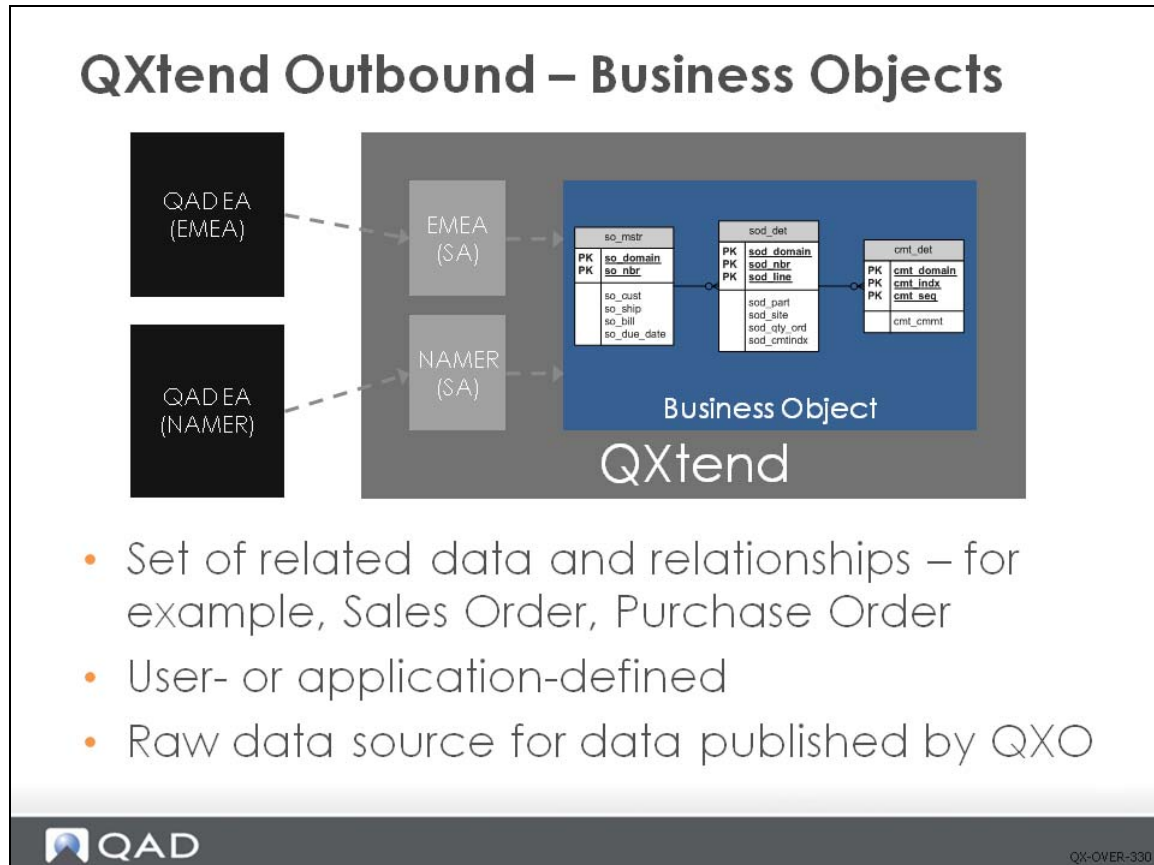 QXtend Outbound – Business Objects
QAD EA
(EMEA)
EMEA
(SA)
QAD EA
(NAMER)
NAMER
(SA)
so_mstr
PK so_domain
PK so_nbr
so_cust
so_ship
so_bill
so_due_date
sod_det
PK sod_domain
PK sod_nbr
PK sod_line
sod_part
sod_site
sod_qty_ord
sod_cmtindx
cmt_det
PK cmt_domain
PK cmt_indx
PK cmt_seq
cmt_cmmt
Business Object
QXtend
• Set of related data and relationships – for
example, Sales Order, Purchase Order
• User- or application-defined
• Raw data source for data published by QXO
QAD
QX-OVER-330